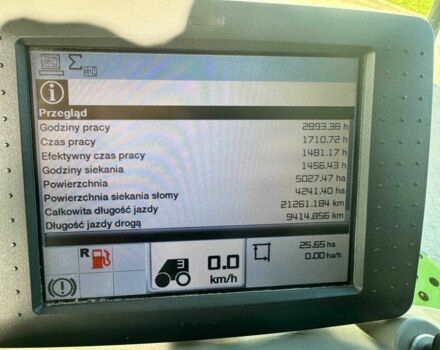 Przegląd
Godziny pracy 2893.38 h
Czas pracy 1710.72 h
Efektywny czas pracy 1481.17 h
Godziny siekania 1456.43 h
Powierzchnia 5027.47 ha
Powierzchnia siekania słomy 4241.40 ha
Całkowita długość jazdy 21261.184 km
Długość jazdy drogą 9414.856 km
R
0.0
km/h
25.65 ha
0.00 ha/h